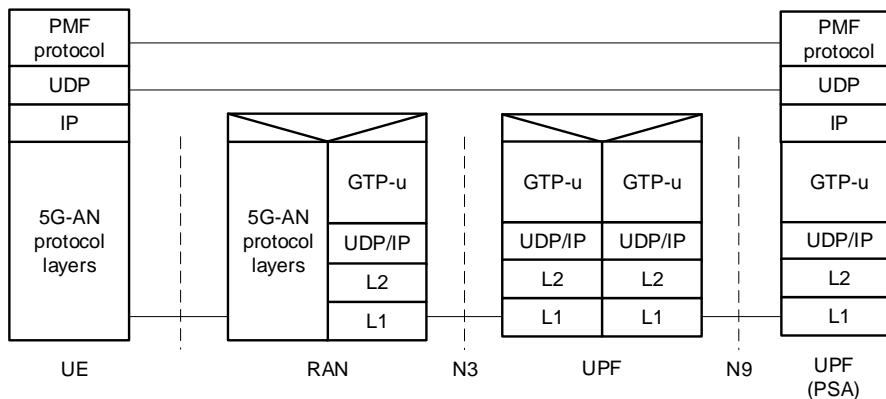 PMF
protocol
UDP
IP
5G-AN
protocol
layers
UE
5G-AN
protocol
layers
GTP-u
UDP/IP
L2
L1
RAN
N3
GTP-u
GTP-u
UDP/IP
UDP/IP
L2
L2
L1
L1
UPF
N9
PMF
protocol
UDP
IP
GTP-u
UDP/IP
L2
L1
UPF
(PSA)